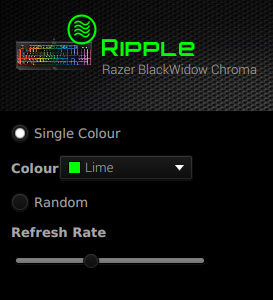 Ripple
Razer BlackWidow Chroma
Single Colour
Colour Lime
Random
Refresh Rate